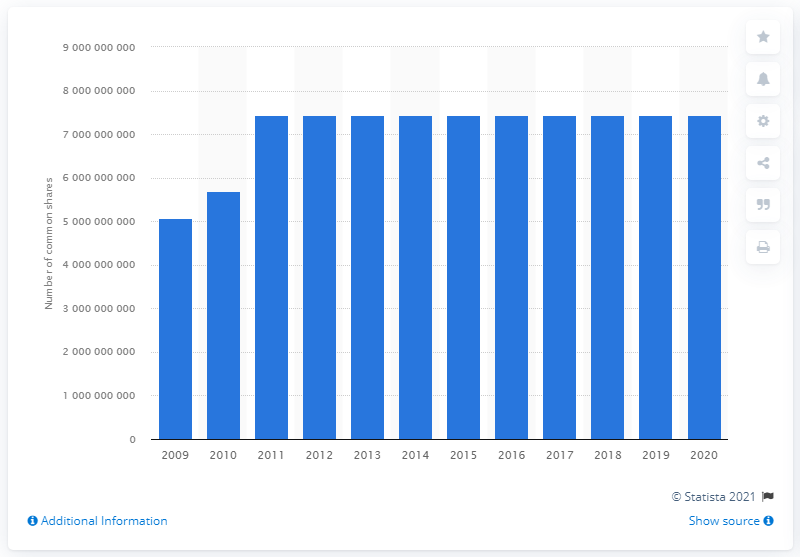 9 000 000 000
8 000 000 000
7 000 000 000
6 000 000 000
5 000 000 000
4 000 000 000
3 000 000 000
2 000 000 000
1 000 000 000
0
Number of common shares
2009 2010 2011 2012 2013 2014 2015 2016 2017 2018 2019 2020
© Statista 2021
Additional Information
Show source